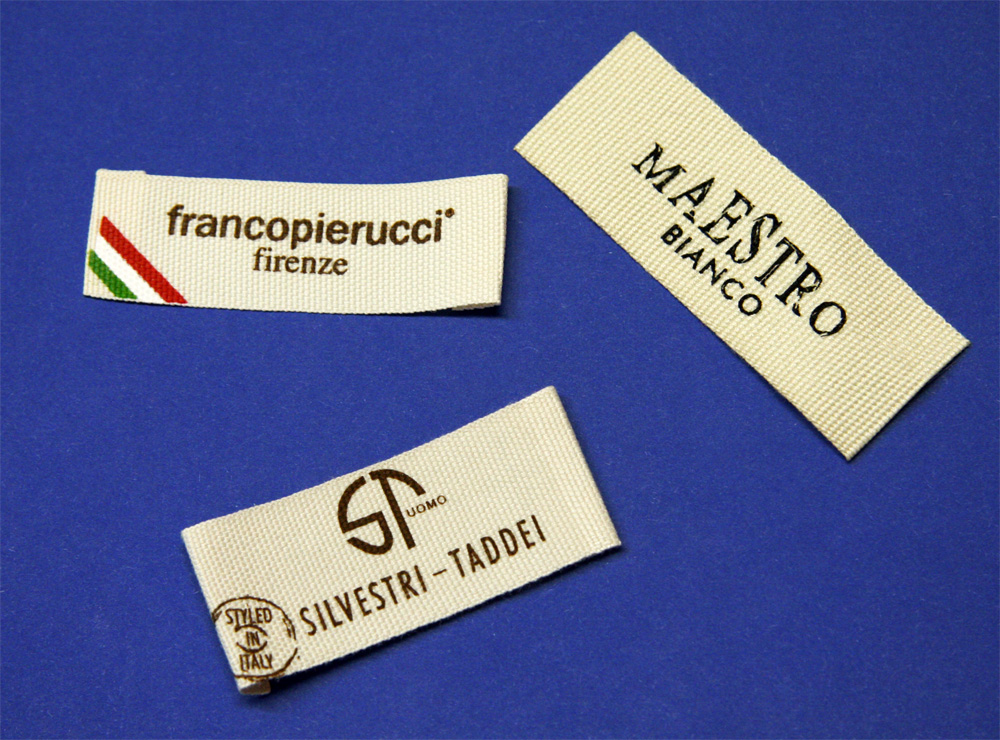 francopierucci®
firenze
MAESTRO
BIANCO
ST
UOMO
SILVESTRI – TADDEI
STYLED
IN
ITALY